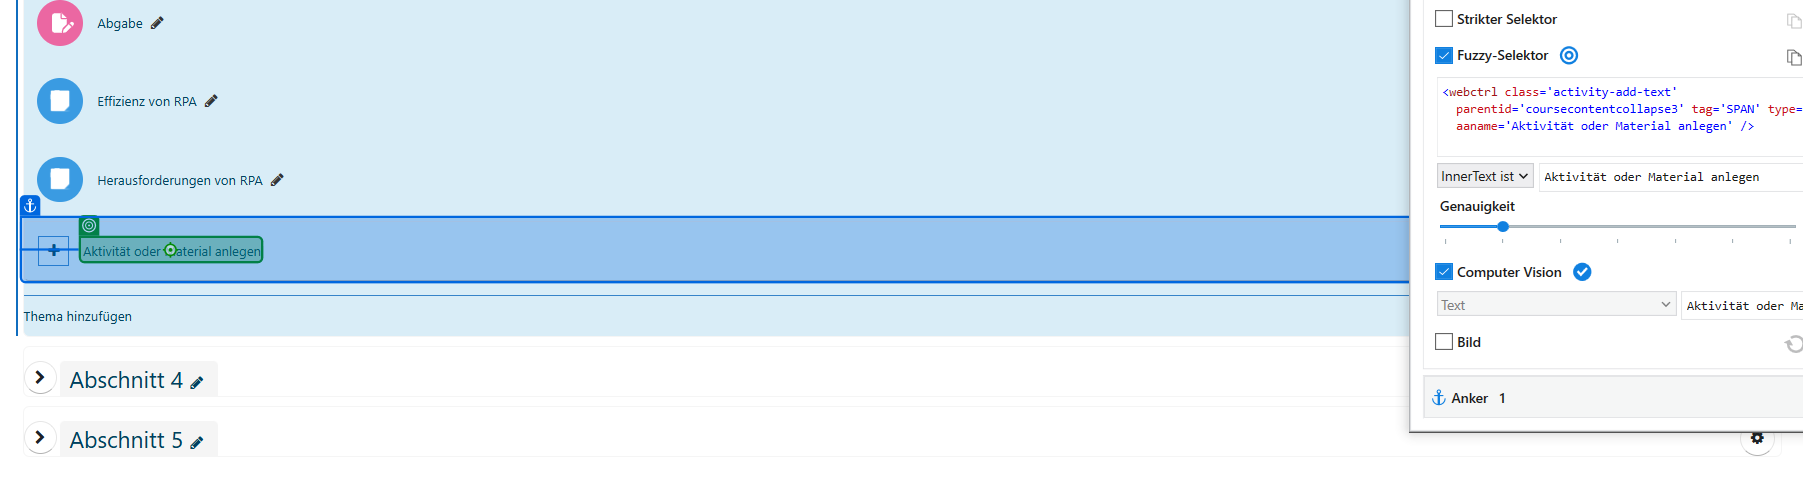 Abgabe
Effizienz von RPA
Herausforderungen von RPA
Aktivität oder Material anlegen
Thema hinzufügen
Abschnitt 4
Abschnitt 5
Strikter Selektor
Fuzzy-Selektor
<webctrl class='activity-add-text'
parentid='coursecontentcollapse3' tag='SPAN' type=
aaname='Aktivität oder Material anlegen' />
InnerText ist Aktivität oder Material anlegen
Genauigkeit
Computer Vision
Text Aktivität oder Ma
Bild
Anker 1